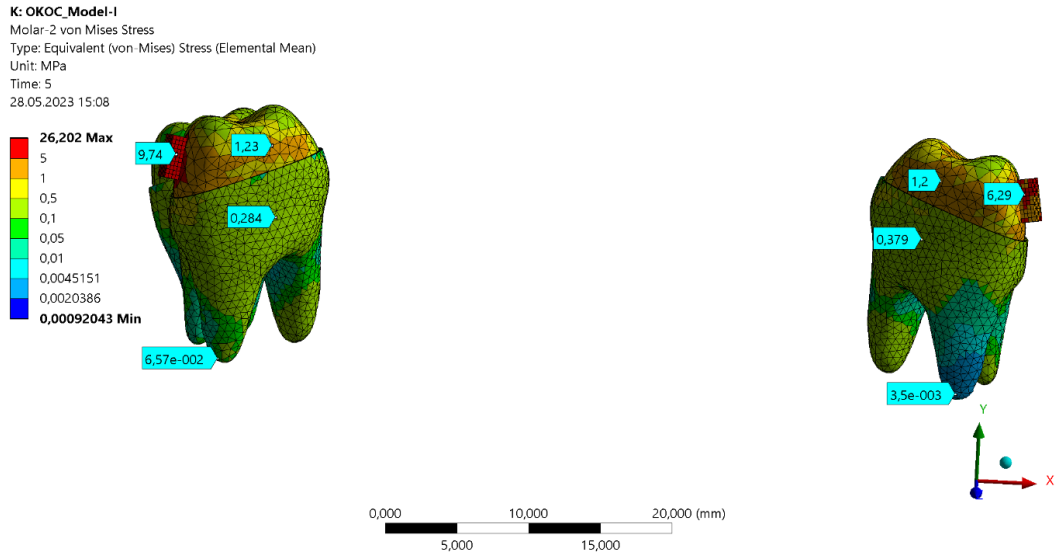 K: OKOC_Model-I
Molar-2 von Mises Stress
Type: Equivalent (von-Mises) Stress (Elemental Mean)
Unit: MPa
Time: 5
28.05.2023 15:08
26,202 Max
5
1
0,5
0,1
0,05
0,01
0,0045151
0,0020386
0,00092043 Min
9,74
1,23
0,284
6,57e-002
1,2
6,29
0,379
3,5e-003
Y
X
0,000
10,000
20,000 (mm)
5,000
15,000